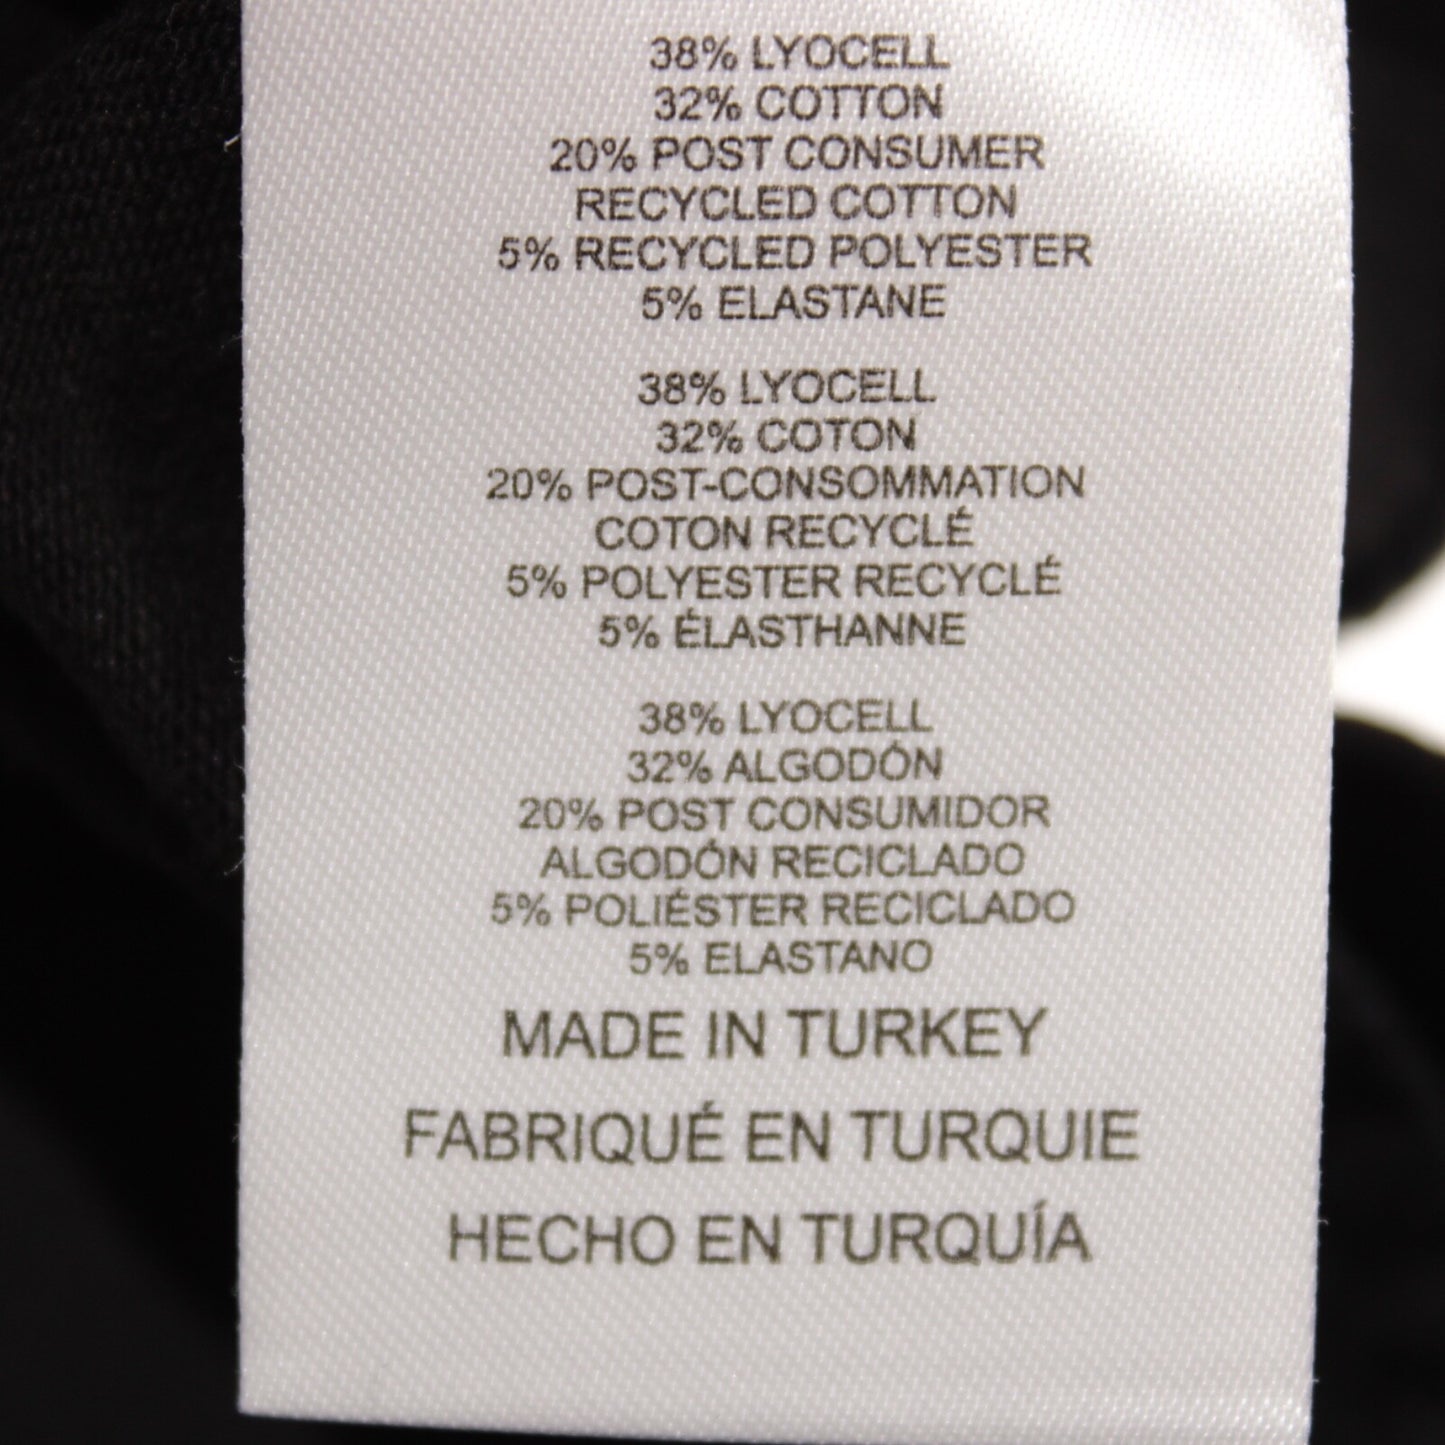 38% LYOCELL
32% COTTON
20% POST CONSUMER
RECYCLED COTTON
5% RECYCLED POLYESTER
5% ELASTANE
38% LYOCELL
32% COTON
20% POST-CONSOMMATION
COTON RECYCLÉ
5% POLYESTER RECYCLÉ
5% ÉLASTHANNE
38% LYOCELL
32% ALGODÓN
20% POST CONSUMIDOR
ALGODÓN RECICLADO
5% POLIÉSTER RECICLADO
5% ELASTANO
MADE IN TURKEY
FABRIQUÉ EN TURQUIE
HECHO EN TURQUÍA